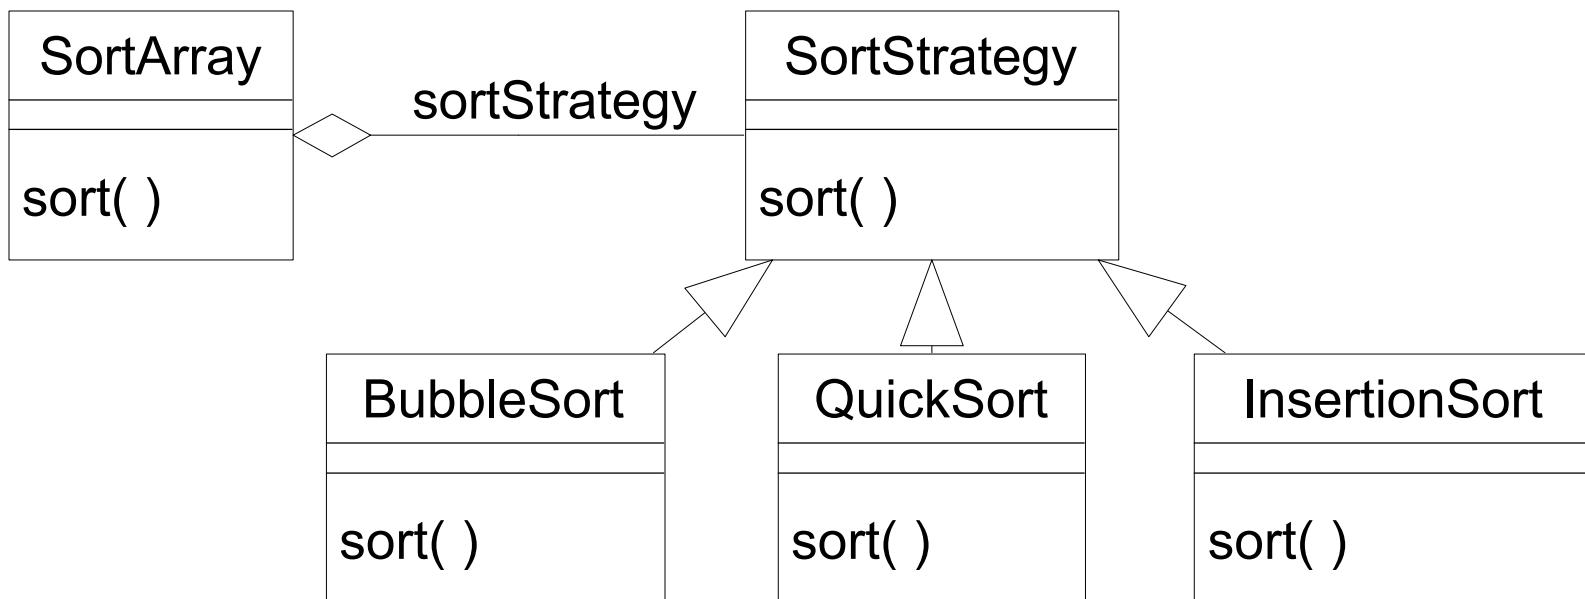 SortArray
sort( )
sortStrategy
SortStrategy
sort( )
BubbleSort
sort( )
QuickSort
sort( )
InsertionSort
sort( )